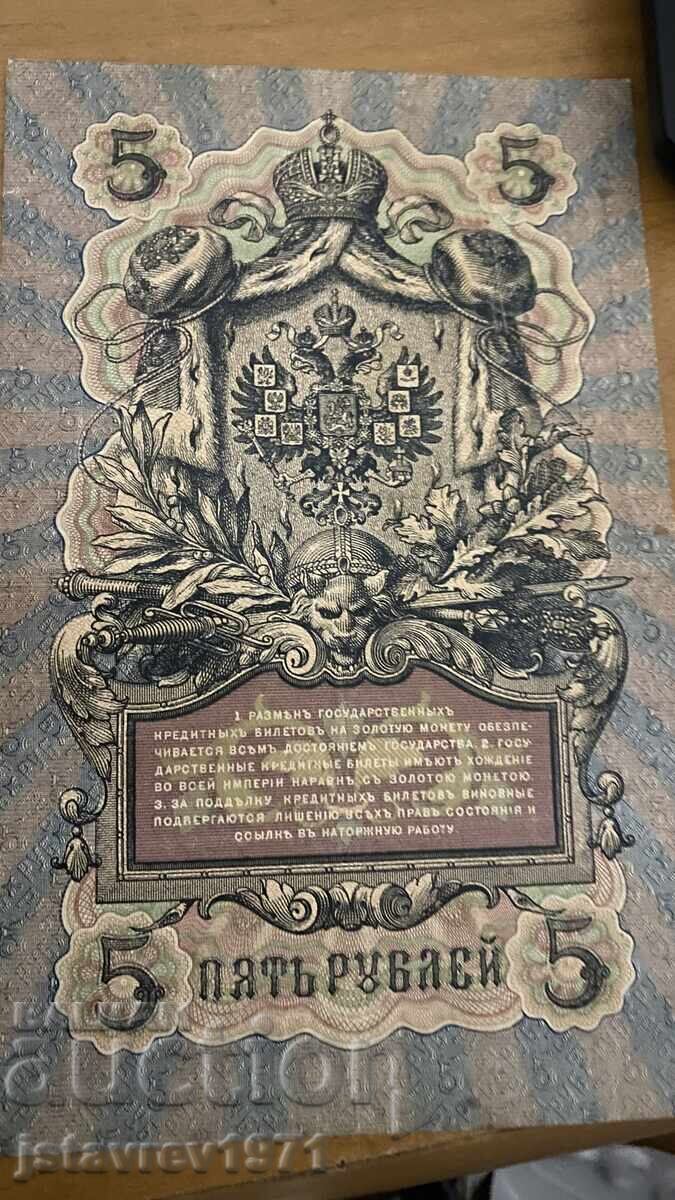 5 5
1. РАЗМѢНЪ ГОСУДАРСТВЕННЫХЪ
КРЕДИТНЫХЪ БИЛЕТОВЪ НА ЗОЛОТУЮ МОНЕТУ ОБЕЗПЕ-
ЧИВАЕТСЯ ВСѢМЪ ДОСТОЯНІЕМЪ ГОСУДАРСТВА. 2. ГОСУ-
ДАРСТВЕННЫЕ КРЕДИТНЫЕ БИЛЕТЫ ИМѢЮТЪ ХОЖДЕНІЕ
ВО ВСЕЙ ИМПЕРІИ НАРАВНѢ СЪ ЗОЛОТОЮ МОНЕТОЮ.
3. ЗА ПОДДѢЛКУ КРЕДИТНЫХЪ БИЛЕТОВЪ ВИНОВНЫЕ
ПОДВЕРГАЮТСЯ ЛИШЕНІЮ ВСѢХЪ ПРАВЪ СОСТОЯНІЯ И
ССЫЛКѢ ВЪ КАТОРЖНУЮ РАБОТУ.
5 ПЯТЬ РУБЛЕЙ 5
BALKAN
auction
jstavrev1971